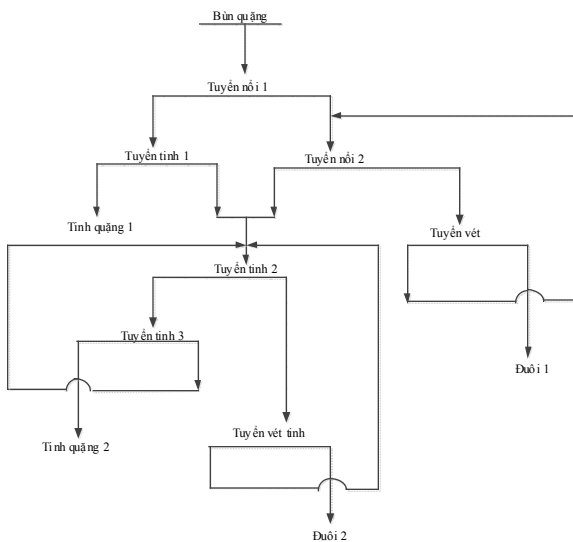 Bùn quặng
Tuyển nổi 1
Tuyển tinh 1
Tuyển nổi 2
Tinh quặng 1
Tuyển vét
Tuyển tinh 2
Tuyển tinh 3
Đuôi 1
Tinh quặng 2
Tuyển vét tinh
Đuôi 2